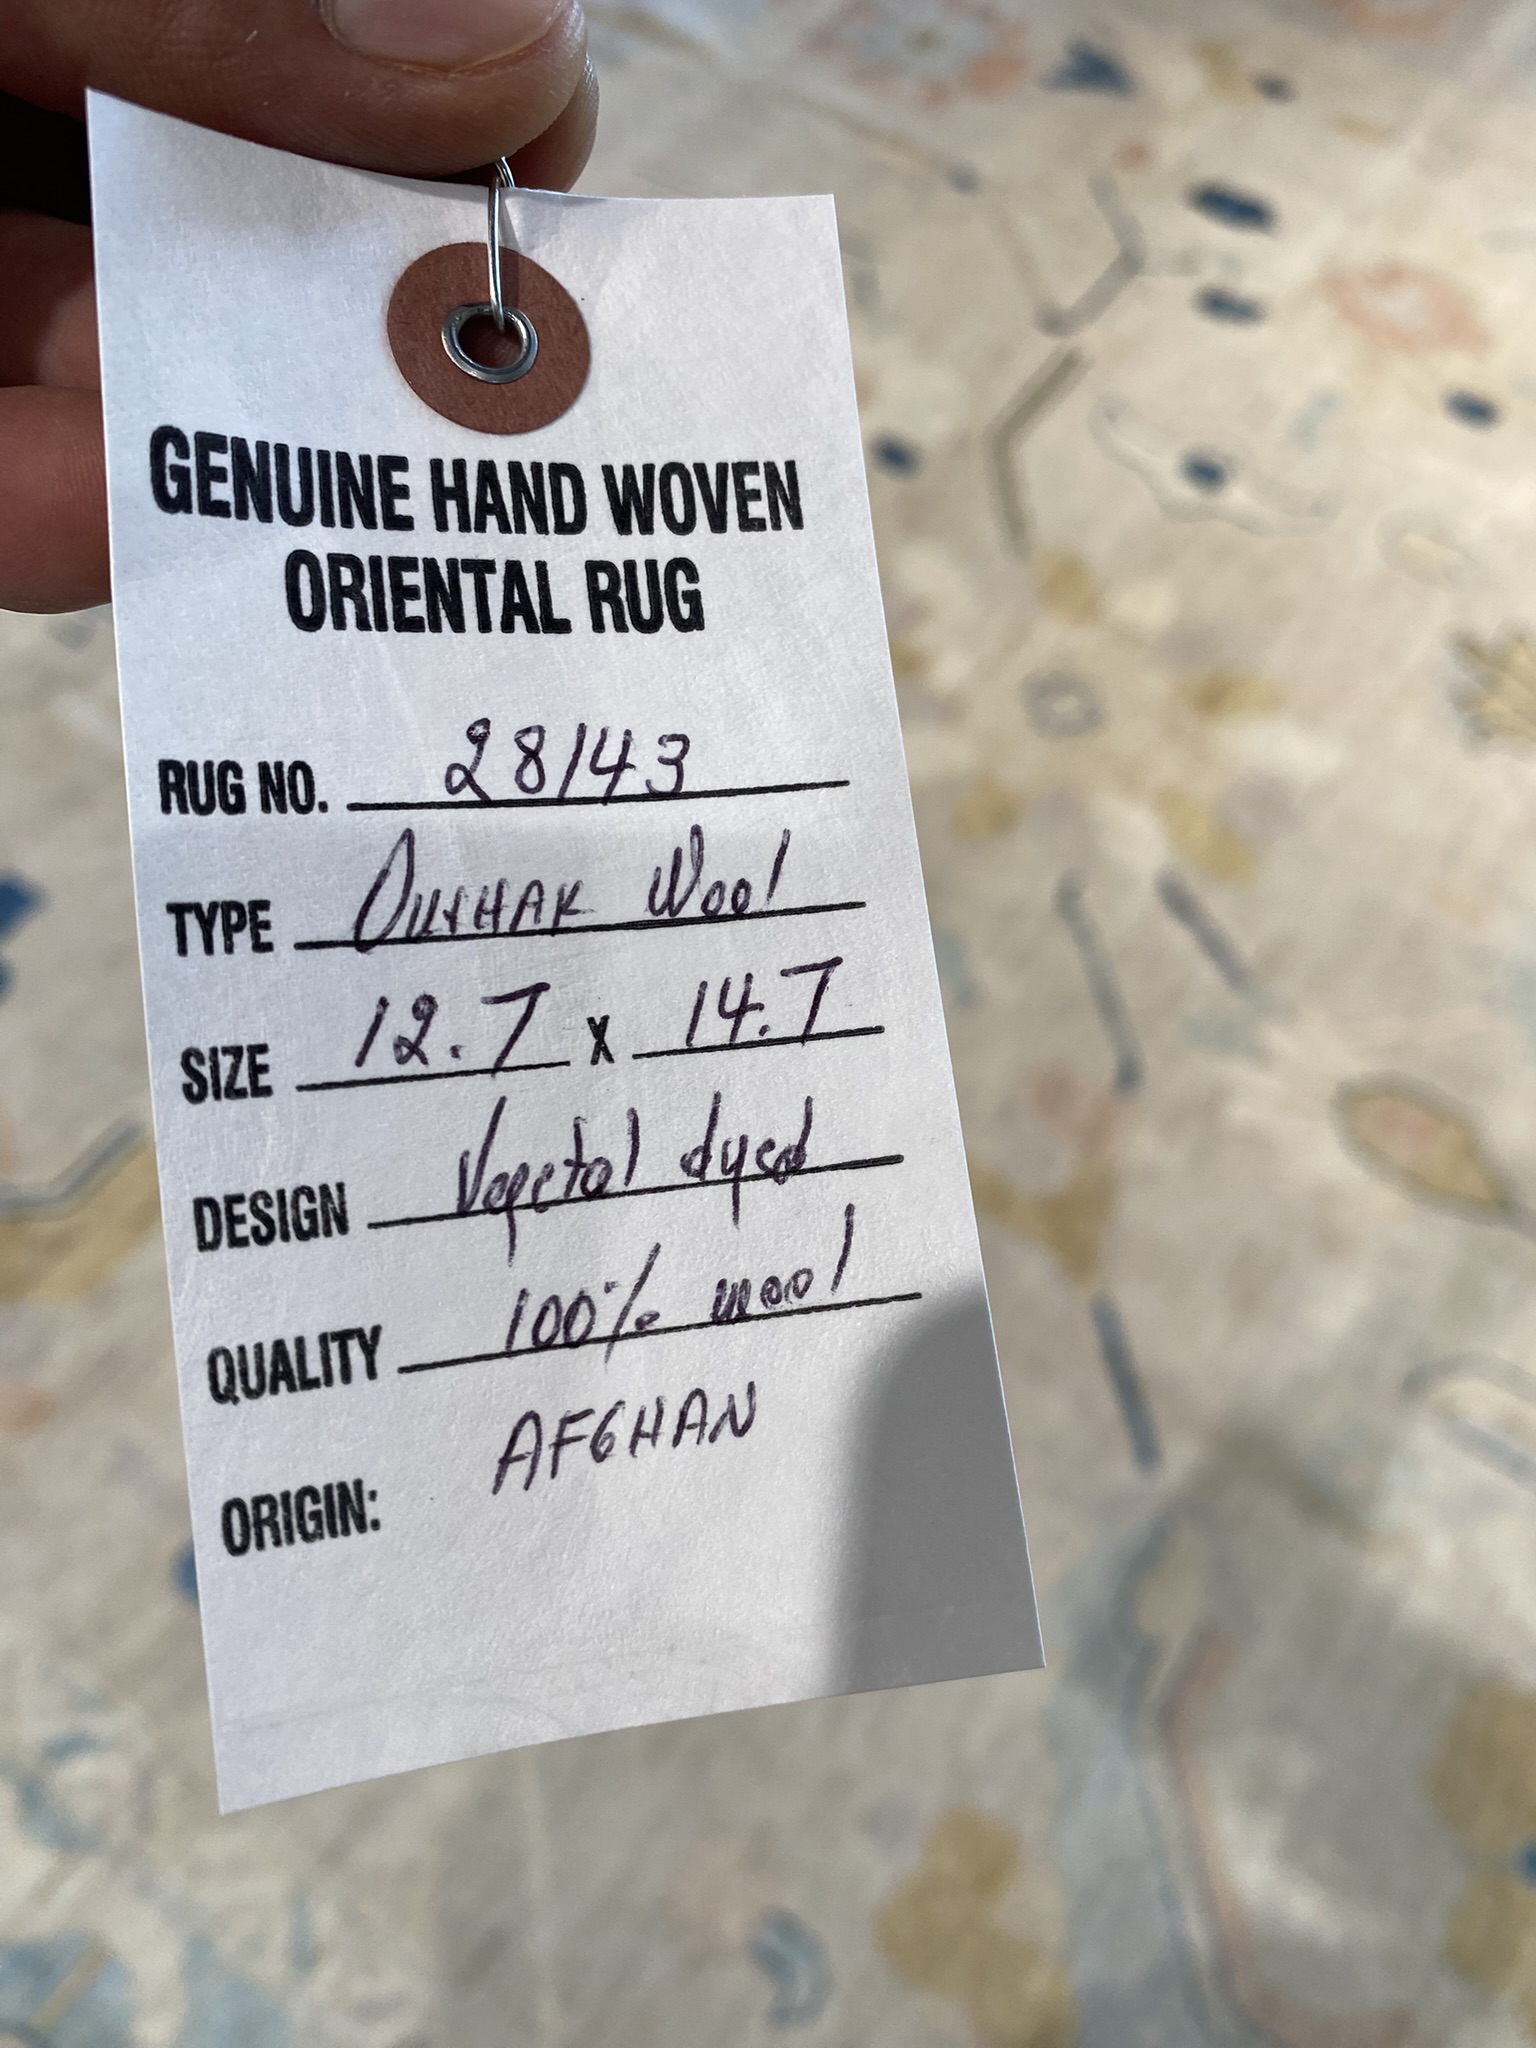 GENUINE HAND WOVEN
ORIENTAL RUG
RUG NO. 28143
TYPE OUSHAK Wool
SIZE 12.7 X 14.7
DESIGN Vegetal dyed
QUALITY 100% wool
ORIGIN: AFGHAN